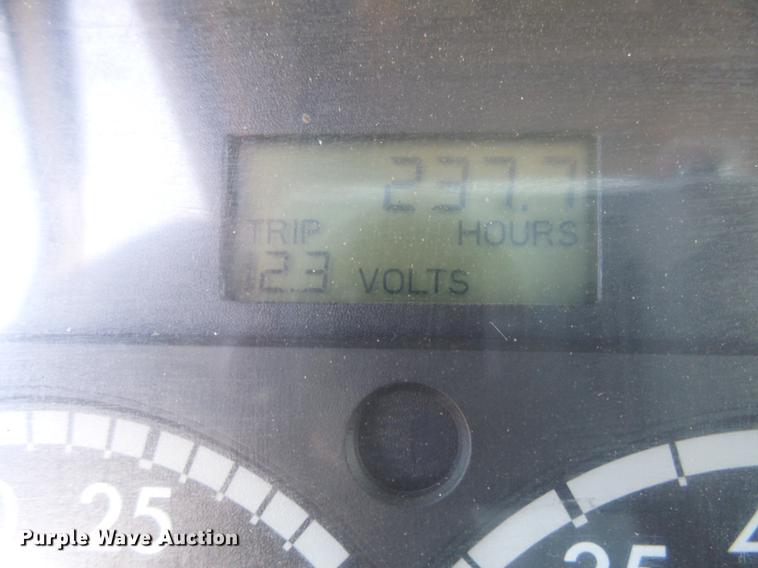 237.7
TRIP HOURS
12.3 VOLTS
25
25
Purple Wave Auction